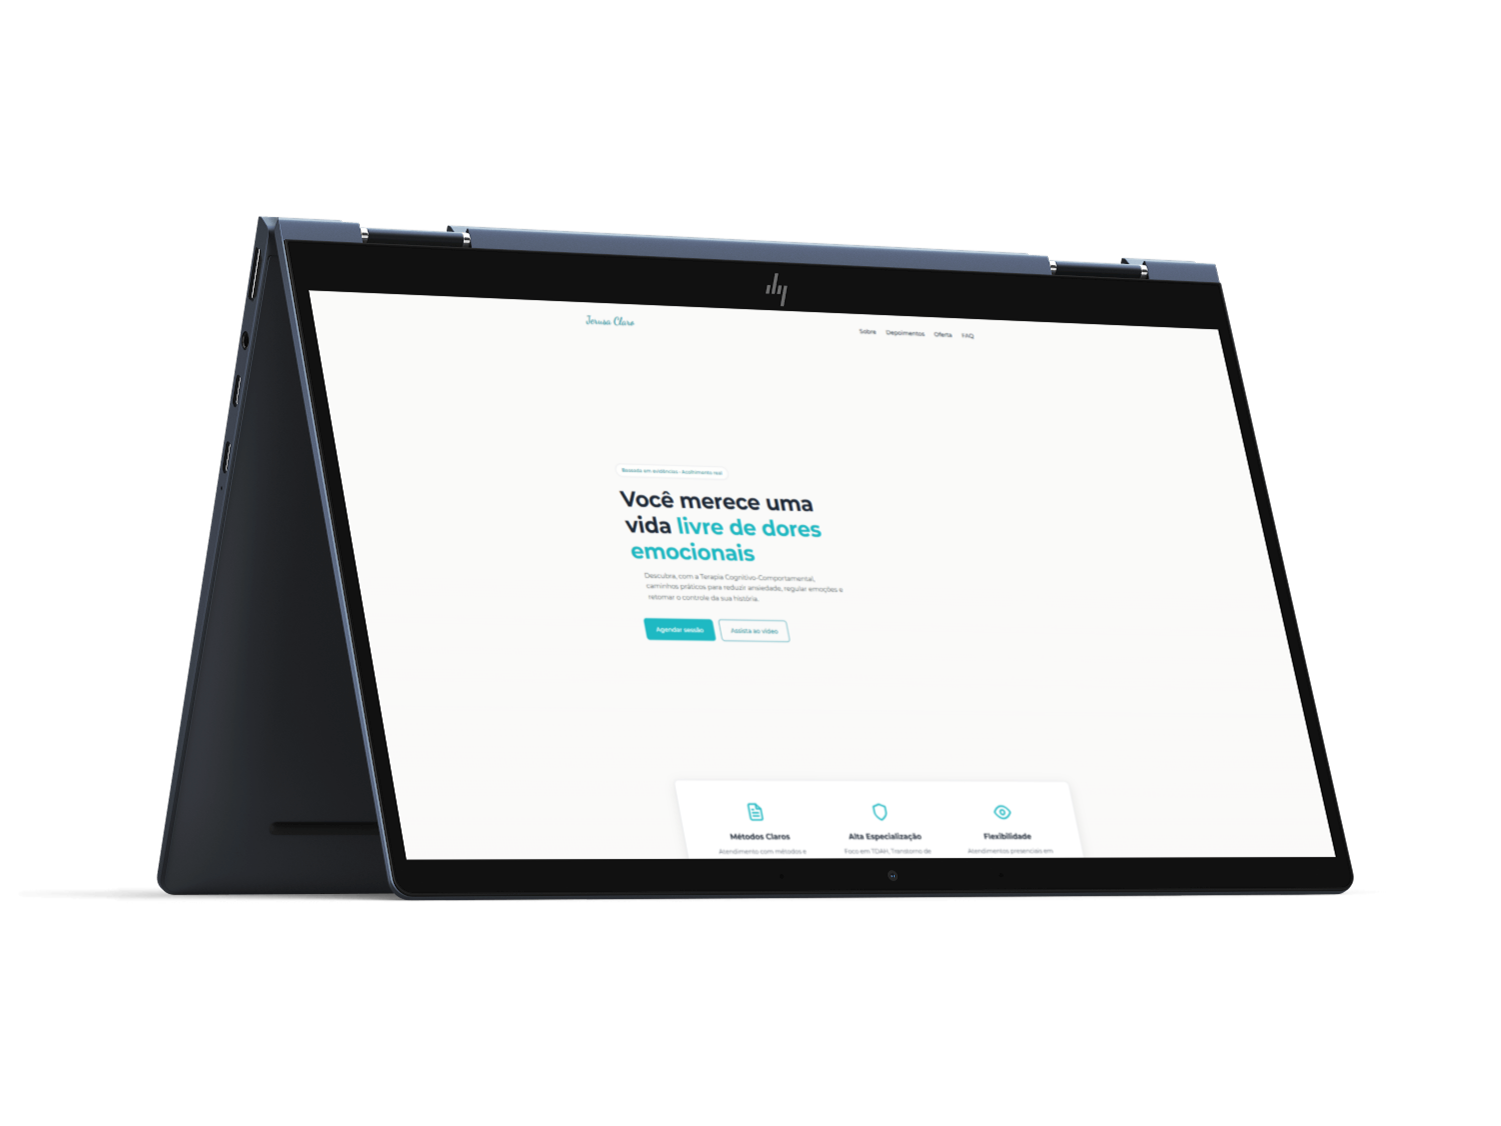 hp
Jerusa Claro
Sobre Depoimentos Oferta FAQ
Baseada em evidências · Acolhimento real
Você merece uma
vida livre de dores
emocionais
Descubra, com a Terapia Cognitivo-Comportamental,
caminhos práticos para reduzir ansiedade, regular emoções e
retomar o controle da sua história.
Agendar sessão Assista ao vídeo
Métodos Claros Alta Especialização Flexibilidade
Atendimento com métodos e Foco em TDAH, Transtorno de Atendimentos presenciais em